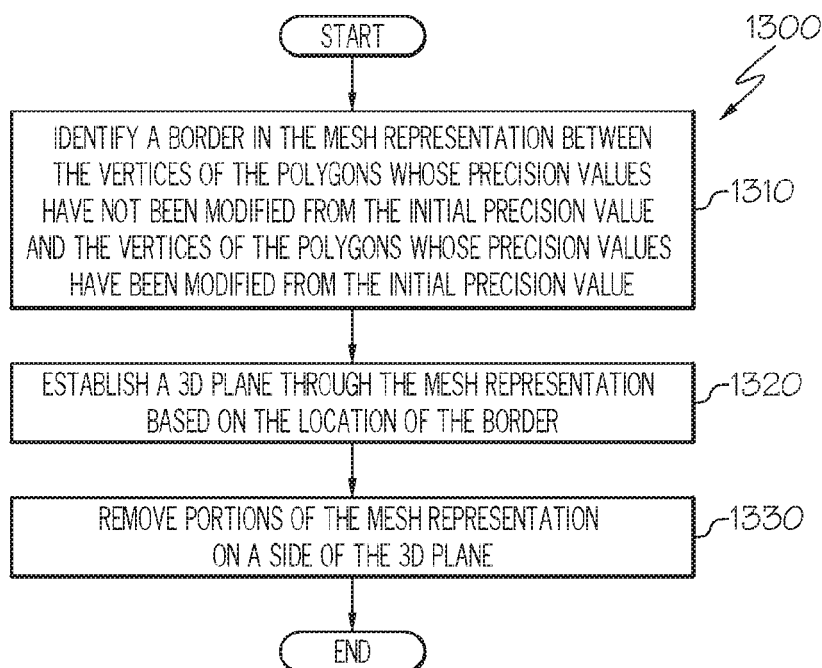 START
1300
IDENTIFY A BORDER IN THE MESH REPRESENTATION BETWEEN
THE VERTICES OF THE POLYGONS WHOSE PRECISION VALUES
HAVE NOT BEEN MODIFIED FROM THE INITIAL PRECISION VALUE
AND THE VERTICES OF THE POLYGONS WHOSE PRECISION VALUES
HAVE BEEN MODIFIED FROM THE INITIAL PRECISION VALUE
1310
ESTABLISH A 3D PLANE THROUGH THE MESH REPRESENTATION
BASED ON THE LOCATION OF THE BORDER
1320
REMOVE PORTIONS OF THE MESH REPRESENTATION
ON A SIDE OF THE 3D PLANE
1330
END